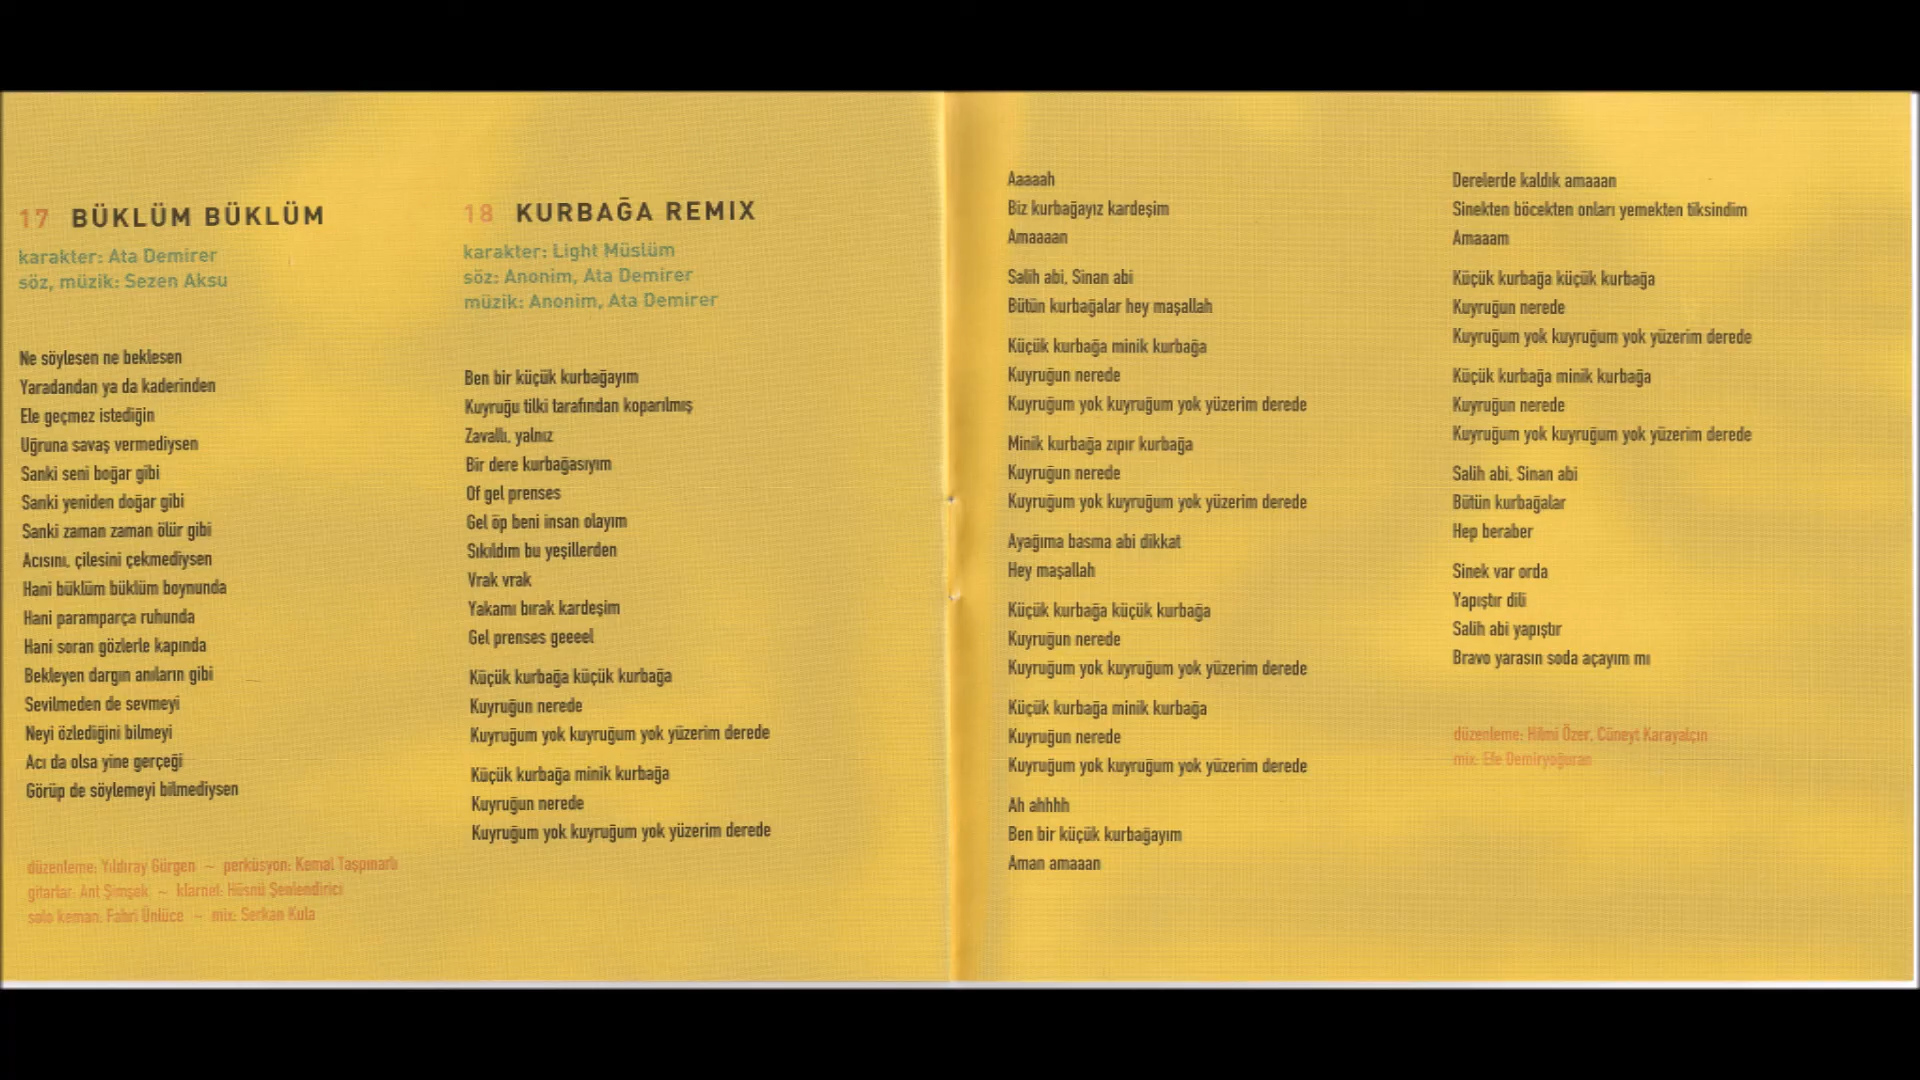 17 BÜKLÜM BÜKLÜM
karakter: Ata Demirer
söz, müzik: Sezen Aksu
Ne söylesen ne beklesen
Yaradandan ya da kaderinden
Ele geçmez istediğin
Uğruna savaş vermediysen
Sanki seni boğar gibi
Sanki yeniden doğar gibi
Sanki zaman zaman ölür gibi
Acısını, çilesini çekmediysen
Hani büklüm büklüm boynunda
Hani paramparça ruhunda
Hani soran gözlerle kapında
Bekleyen dargın anıların gibi
Sevilmeden de sevmeyi
Neyi özlediğini bilmeyi
Acı da olsa yine gerçeği
Görüp de söylemeyi bilmediysen
düzenleme: Yıldıray Gürgen ~ perküsyon: Kemal Taşpınarlı
gitarlar: Ant Şimşek ~ klarnet: Hüsnü Şenlendirici
solo keman: Fahri Ünlüce ~ mix: Serkan Kula
18 KURBAĞA REMIX
karakter: Light Müslüm
söz: Anonim, Ata Demirer
müzik: Anonim, Ata Demirer
Ben bir küçük kurbağayım
Kuyruğu tilki tarafından koparılmış
Zavallı, yalnız
Bir dere kurbağasıyım
Of gel prenses
Gel öp beni insan olayım
Sıkıldım bu yeşillerden
Vrak vrak
Yakamı bırak kardeşim
Gel prenses geeeel
Küçük kurbağa küçük kurbağa
Kuyruğun nerede
Kuyruğum yok kuyruğum yok yüzerim derede
Küçük kurbağa minik kurbağa
Kuyruğun nerede
Kuyruğum yok kuyruğum yok yüzerim derede
Aaaaah
Biz kurbağayız kardeşim
Amaaaan
Salih abi, Sinan abi
Bütün kurbağalar hey maşallah
Küçük kurbağa minik kurbağa
Kuyruğun nerede
Kuyruğum yok kuyruğum yok yüzerim derede
Minik kurbağa zıpır kurbağa
Kuyruğun nerede
Kuyruğum yok kuyruğum yok yüzerim derede
Ayağıma basma abi dikkat
Hey maşallah
Küçük kurbağa küçük kurbağa
Kuyruğun nerede
Kuyruğum yok kuyruğum yok yüzerim derede
Küçük kurbağa minik kurbağa
Kuyruğun nerede
Kuyruğum yok kuyruğum yok yüzerim derede
Ah ahhhh
Ben bir küçük kurbağayım
Aman amaaan
Derelerde kaldık amaaan
Sinekten böcekten onları yemekten tiksindim
Amaaam
Küçük kurbağa küçük kurbağa
Kuyruğun nerede
Kuyruğum yok kuyruğum yok yüzerim derede
Küçük kurbağa minik kurbağa
Kuyruğun nerede
Kuyruğum yok kuyruğum yok yüzerim derede
Salih abi, Sinan abi
Bütün kurbağalar
Hep beraber
Sinek var orda
Yapıştır dili
Salih abi yapıştır
Bravo yarasın soda açayım mı
düzenleme: Hilmi Özer, Cüneyt Karayalçın
mix: Efe Demiryoğuran